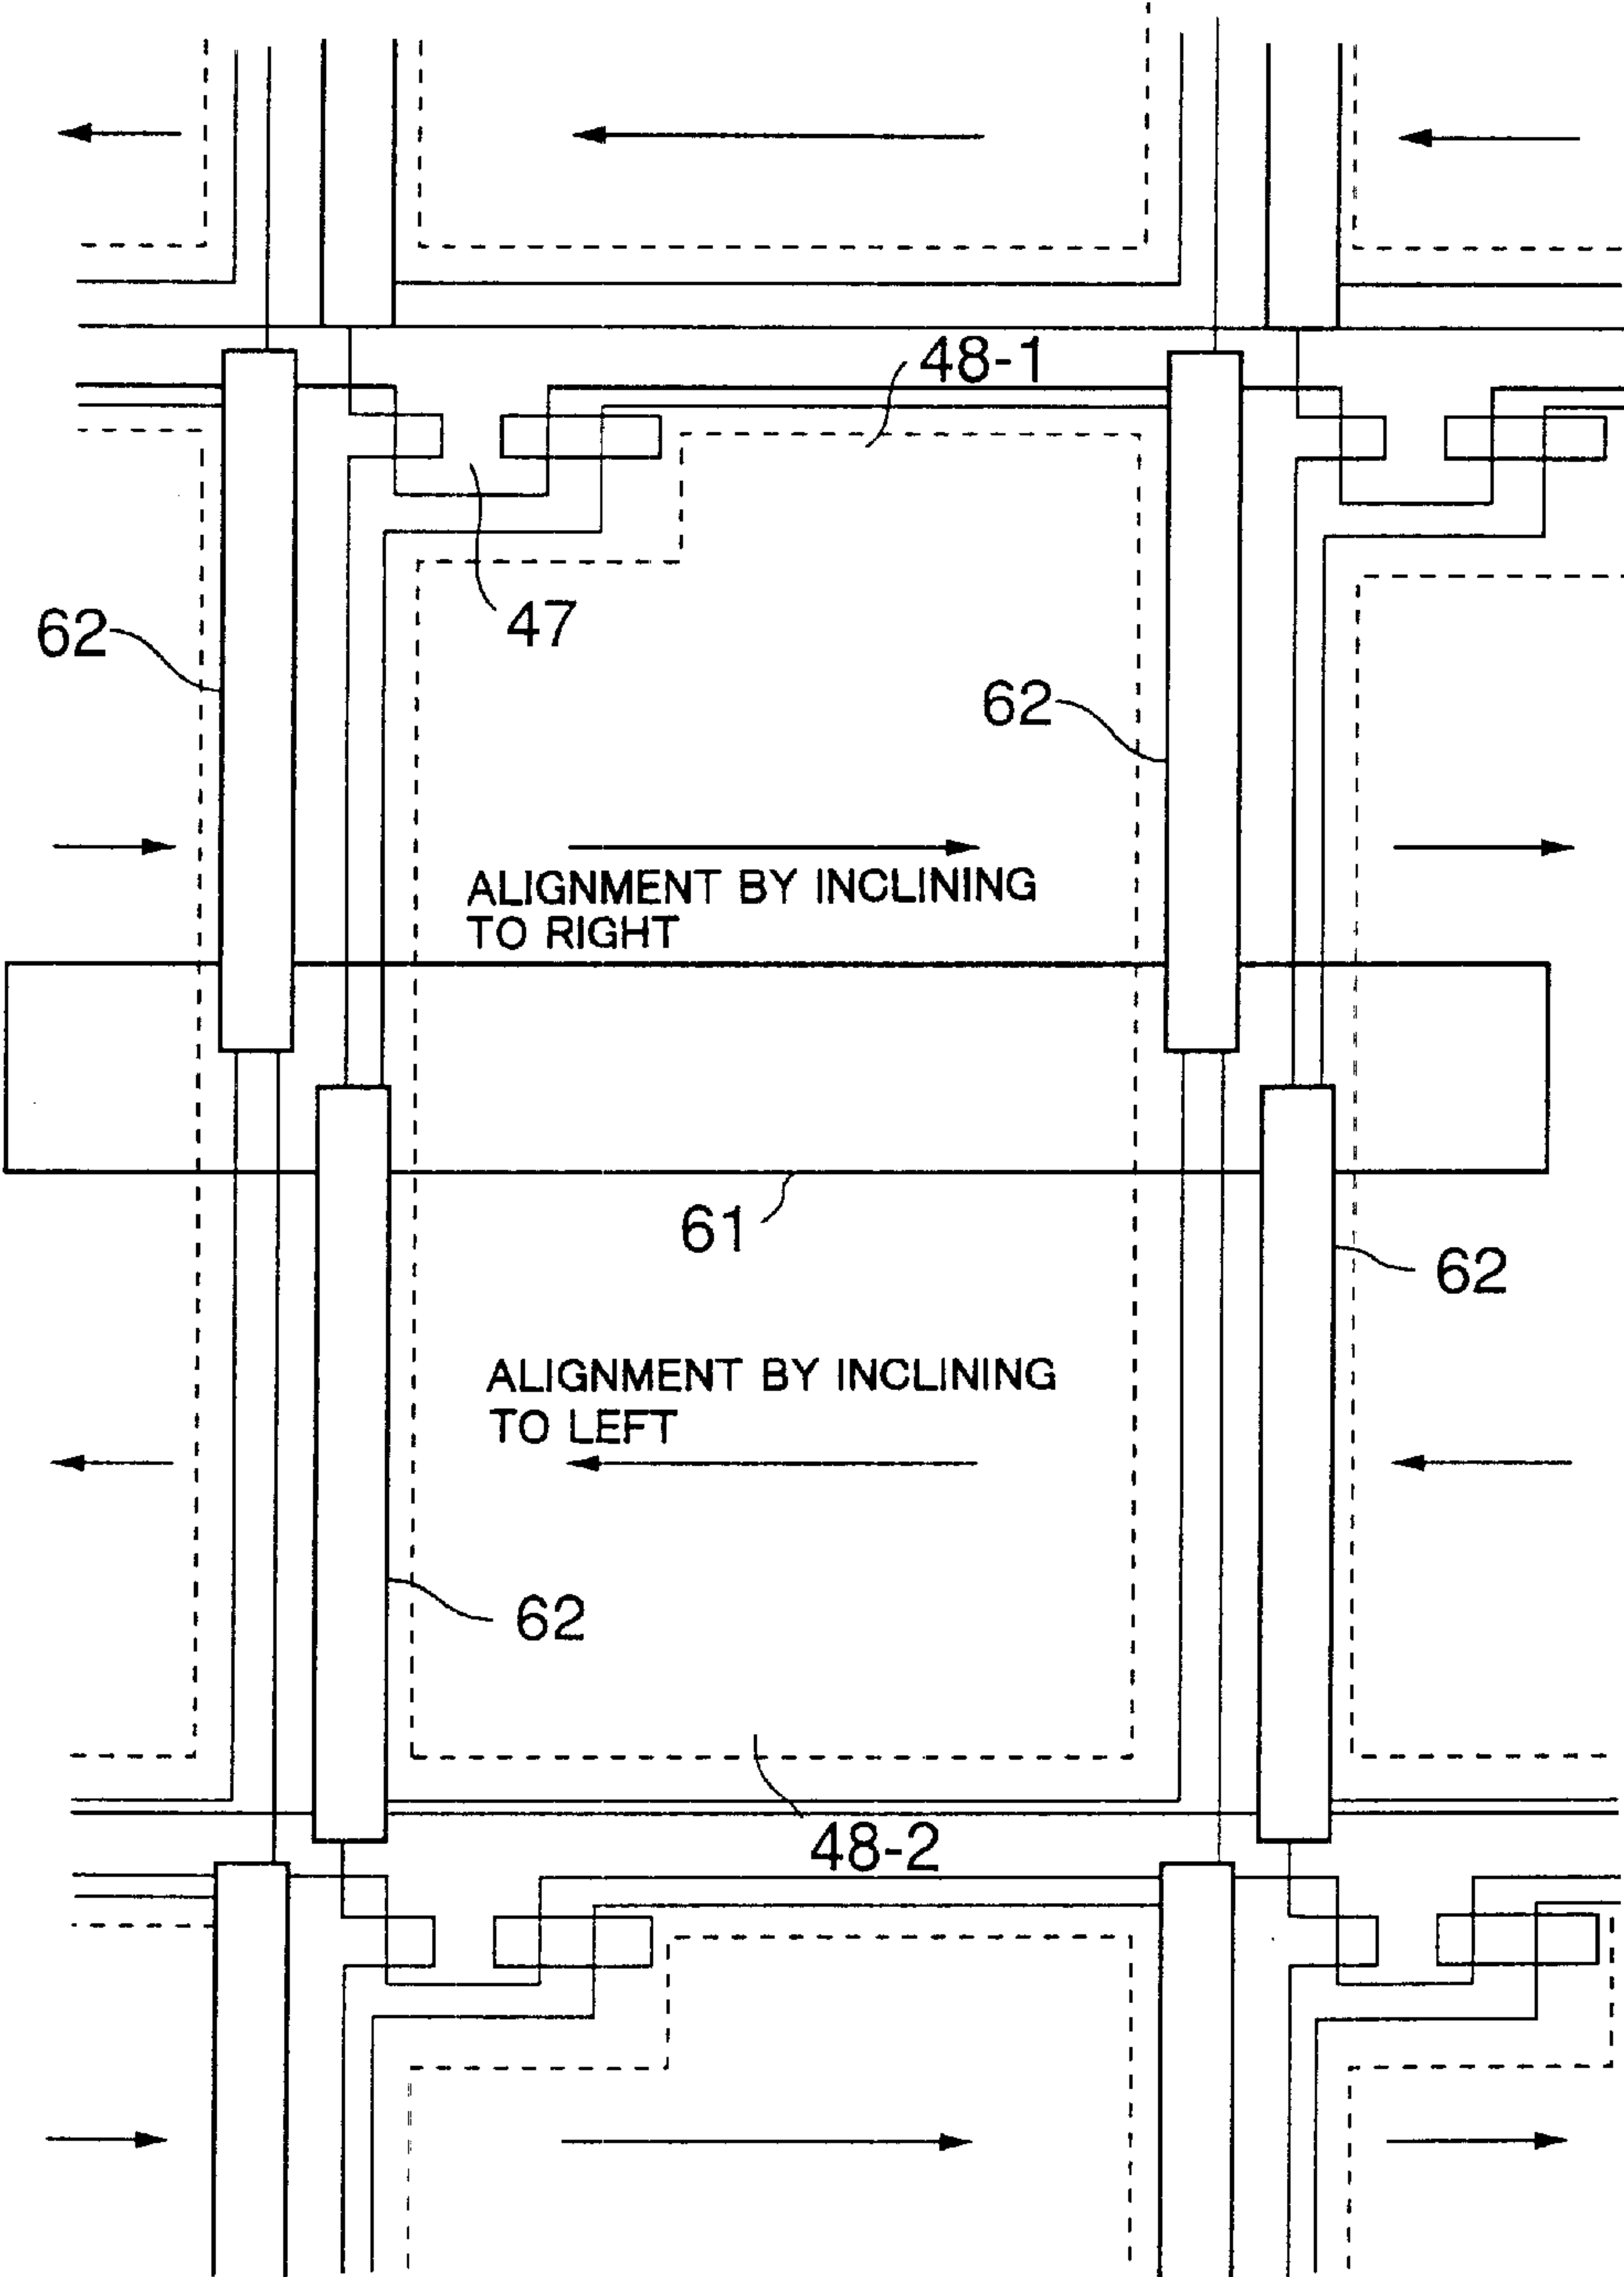 48-1
47
62
62
ALIGNMENT BY INCLINING
TO RIGHT
61
62
ALIGNMENT BY INCLINING
TO LEFT
62
48-2